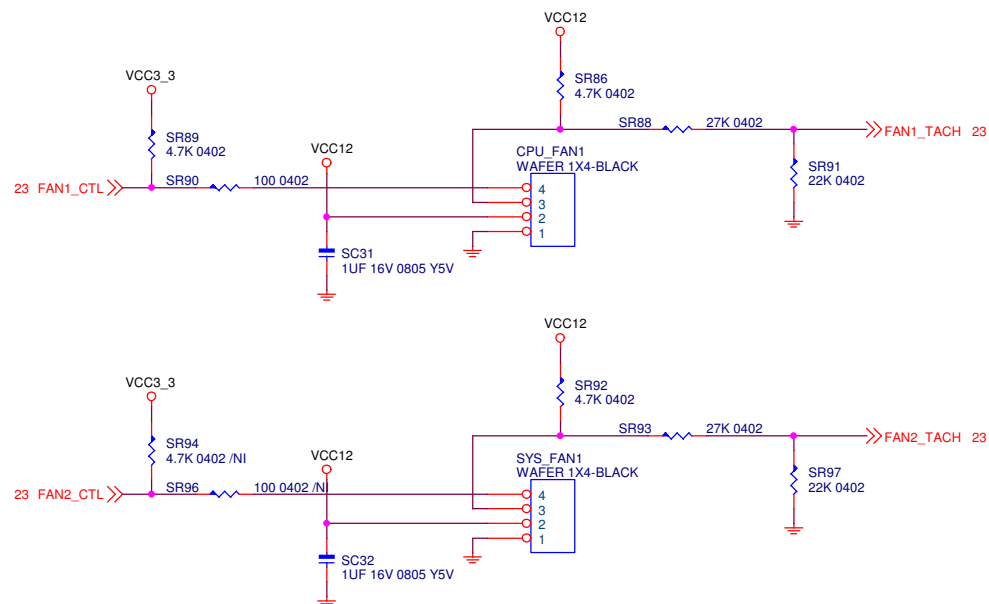 VCC12
SR86
4.7K 0402
VCC3_3
SR89
4.7K 0402
SR88 27K 0402
FAN1_TACH 23
VCC12
CPU_FAN1
WAFER 1X4-BLACK
SR91
22K 0402
23 FAN1_CTL
SR90 100 0402
4
3
2
1
SC31
1UF 16V 0805 Y5V
VCC12
SR92
4.7K 0402
VCC3_3
SR94
4.7K 0402 /NI
SR93 27K 0402
FAN2_TACH 23
VCC12
SYS_FAN1
WAFER 1X4-BLACK
SR97
22K 0402
23 FAN2_CTL
SR96 100 0402 /NI
4
3
2
1
SC32
1UF 16V 0805 Y5V